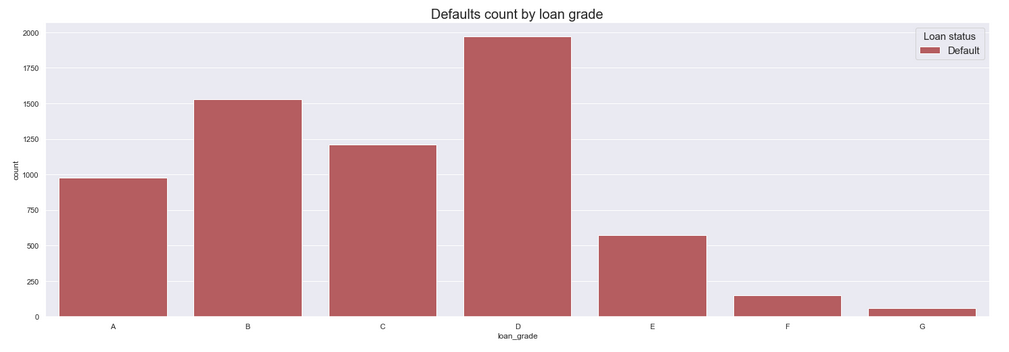 Defaults count by loan grade
Loan status
Default
2000
1750
1500
1250
1000
750
500
250
0
count
A B C D E F G
loan_grade